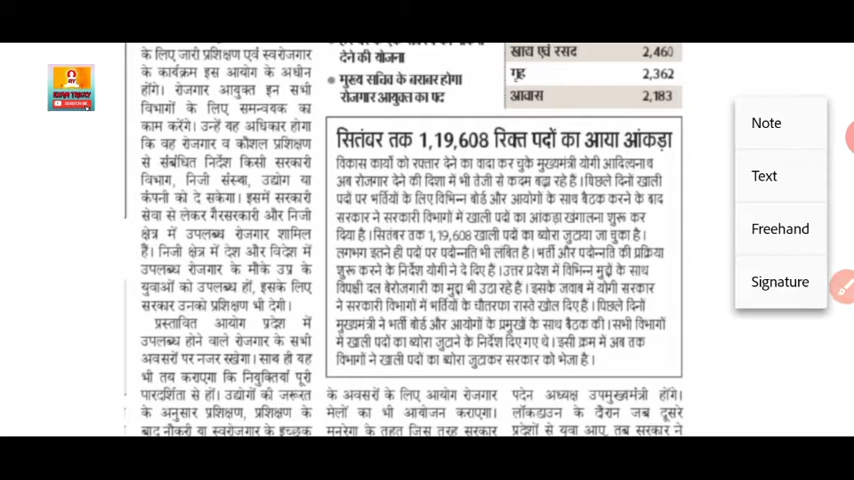 के लिए जारी प्रशिक्षण एवं स्वरोजगार
के कार्यक्रम इस आयोग के अधीन
होंगे। रोजगार आयुक्त इन सभी
विभागों के लिए समन्वयक का
काम करेंगे। उन्हें यह अधिकार होगा
कि वह रोजगार व कौशल प्रशिक्षण
से संबंधित निर्देश किसी सरकारी
विभाग, निजी संस्था, उद्योग या
कंपनी को दे सकेगा। इसमें सरकारी
सेवा से लेकर गैरसरकारी और निजी
क्षेत्र में उपलब्ध रोजगार शामिल
हैं। निजी क्षेत्र में देश और विदेश में
उपलब्ध रोजगार के मौके उप्र के
युवाओं को उपलब्ध हों, इसके लिए
सरकार उनको प्रशिक्षण भी देगी।
प्रस्तावित आयोग प्रदेश में
उपलब्ध होने वाले रोजगार के सभी
अवसरों पर नजर रखेगा। साथ ही यह
भी तय कराएगा कि नियुक्तियां पूरी
पारदर्शिता से हों। उद्योगों की जरूरत
के अनुसार प्रशिक्षण, प्रशिक्षण के
बाद नौकरी या स्वरोजगार के इच्छुक
देने की योजना
मुख्य सचिव के बराबर होगा
रोजगार आयुक्त का पद
खाद्य एवं रसद 2,460
गृह 2,362
आवास 2,183
सितंबर तक 1,19,608 रिक्त पदों का आया आंकड़ा
विकास कार्यो को रफ्तार देने का वादा कर चुके मुख्यमंत्री योगी आदित्यनाथ
अब रोजगार देने की दिशा में भी तेजी से कदम बढ़ा रहे हैं। पिछले दिनों खाली
पदों पर भर्तियों के लिए विभिन्न बोर्ड और आयोगों के साथ बैठक करने के बाद
सरकार ने सरकारी विभागों में खाली पदों का आंकड़ा खंगालना शुरू कर
दिया है। सितंबर तक 1,19,608 खाली पदों का ब्योरा जुटाया जा चुका है।
लगभग इतने ही पदों पर पदोन्नति भी लंबित है। भर्ती और पदोन्नति की प्रक्रिया
शुरू करने के निर्देश योगी ने दे दिए हैं। उत्तर प्रदेश में विभिन्न मुद्दों के साथ
विपक्षी दल बेरोजगारी का मुद्दा भी उठा रहे हैं। इसके जवाब में योगी सरकार
ने सरकारी विभागों में भर्तियों के चौतरफा रास्ते खोल दिए हैं। पिछले दिनों
मुख्यमंत्री ने भर्ती बोर्ड और आयोगों के प्रमुखों के साथ बैठक की। सभी विभागों
में खाली पदों का ब्योरा जुटाने के निर्देश दिए गए थे। इसी क्रम में अब तक
विभागों ने खाली पदों का ब्योरा जुटाकर सरकार को भेजा है।
के अवसरों के लिए आयोग रोजगार
मेलों का भी आयोजन कराएगा।
मनरेगा के तहत जिस तरह सरकार
पदेन अध्यक्ष उपमुख्यमंत्री होंगे।
लॉकडाउन के दौरान जब दूसरे
प्रदेशों से युवा आए, तब सरकार ने
Note
Text
Freehand
Signature